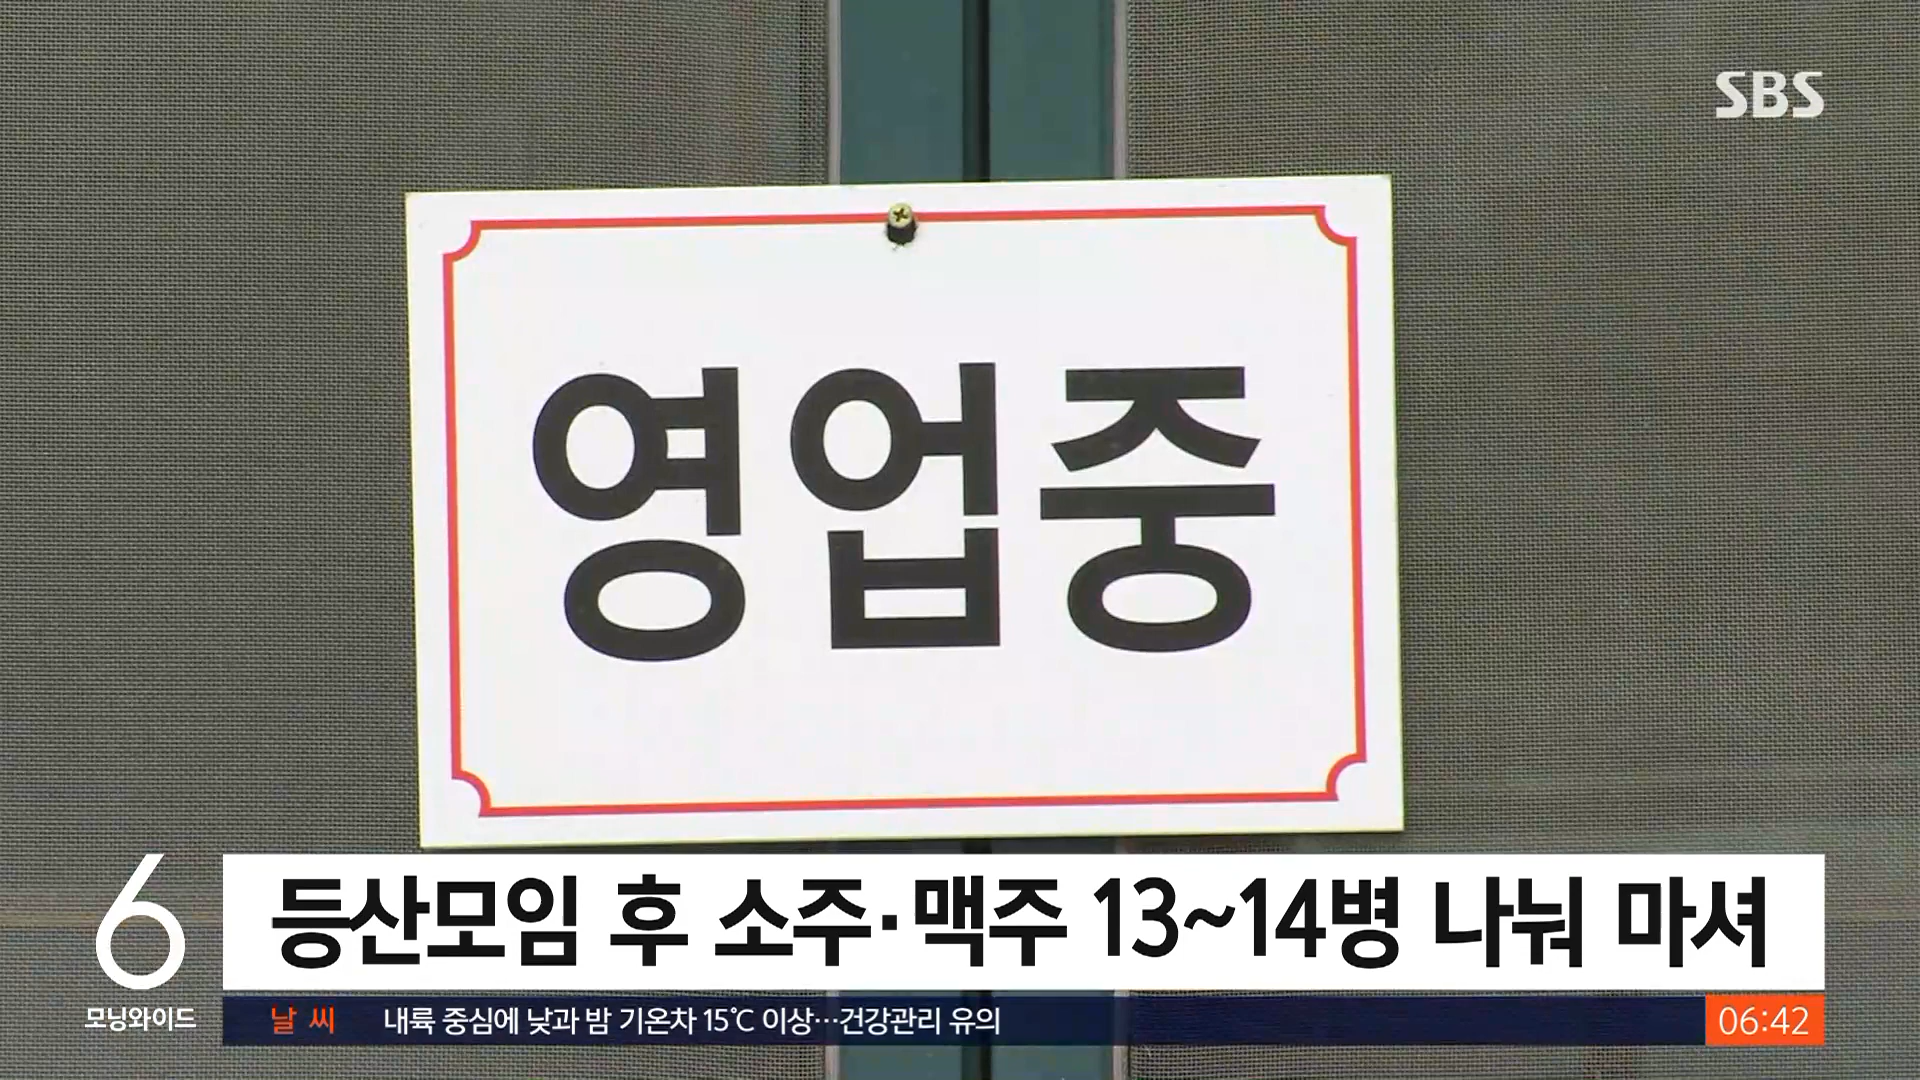 SBS
영업중
6
등산모임 후 소주·맥주 13~14병 나눠 마셔
모닝와이드
날 씨 내륙 중심에 낮과 밤 기온차 15℃ 이상…건강관리 유의
06:42